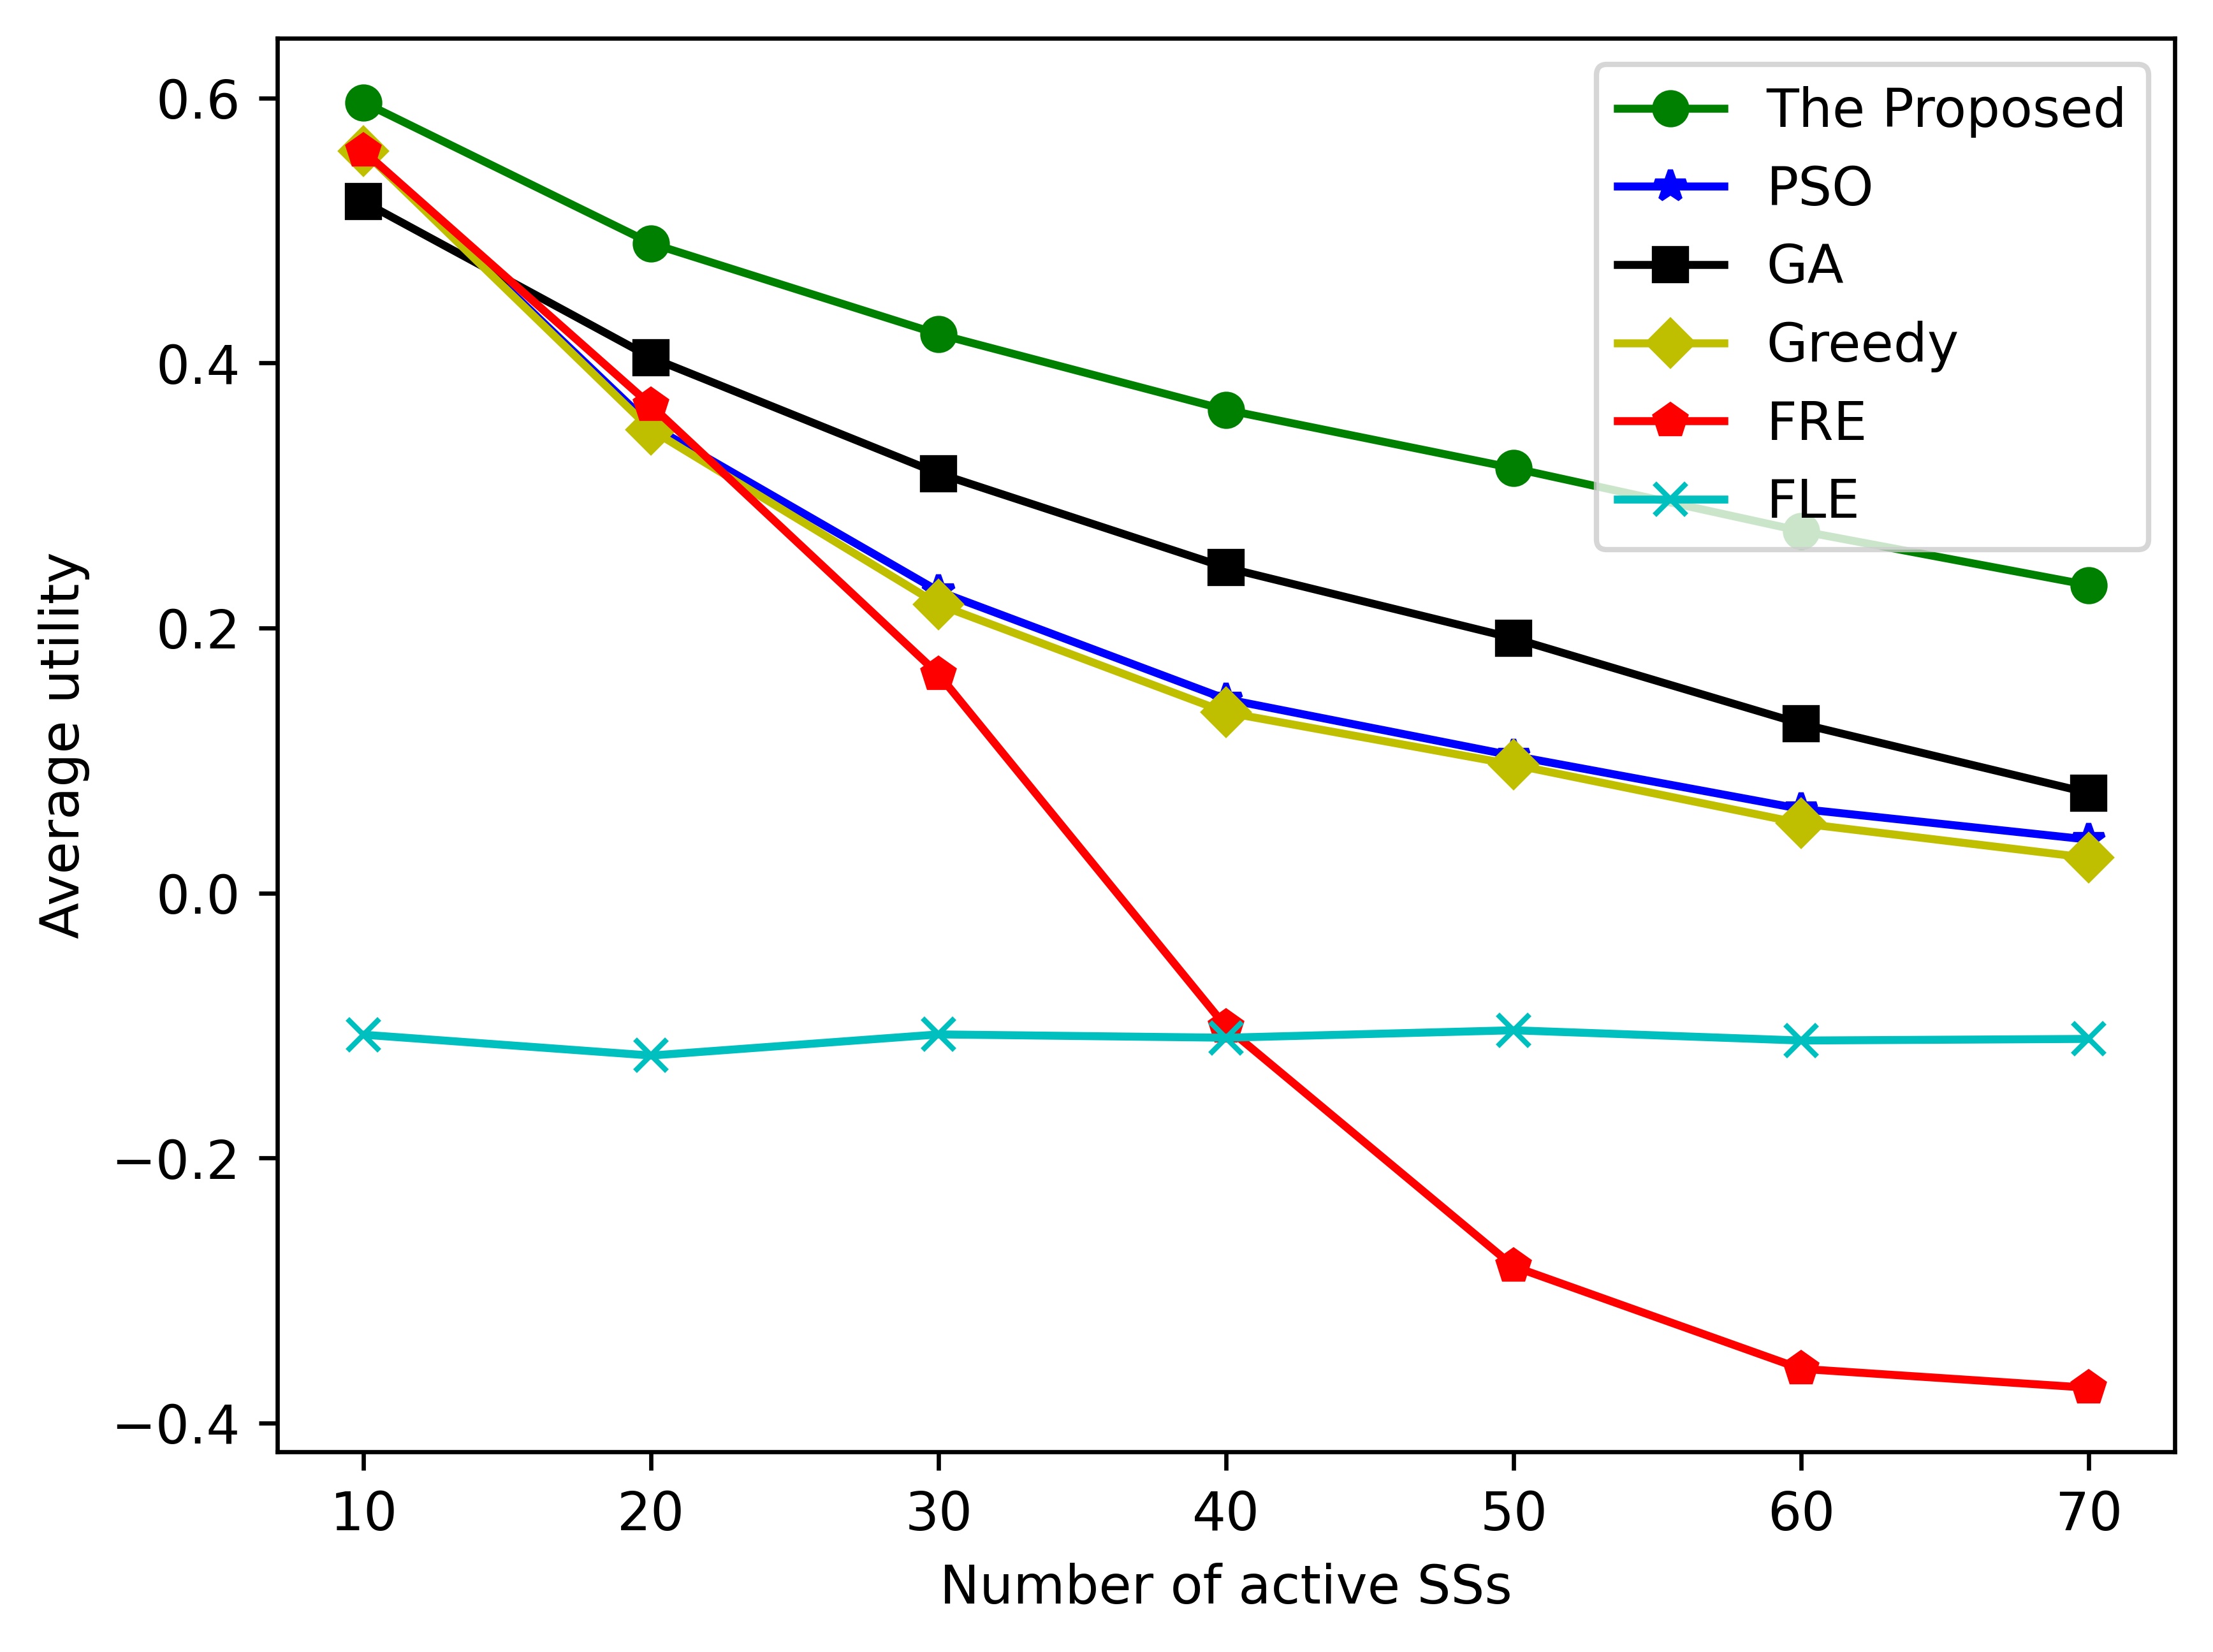 The Proposed
PSO
GA
Greedy
FRE
FLE
0.6
0.4
0.2
0.0
−0.2
−0.4
Average utility
10 20 30 40 50 60 70
Number of active SSs